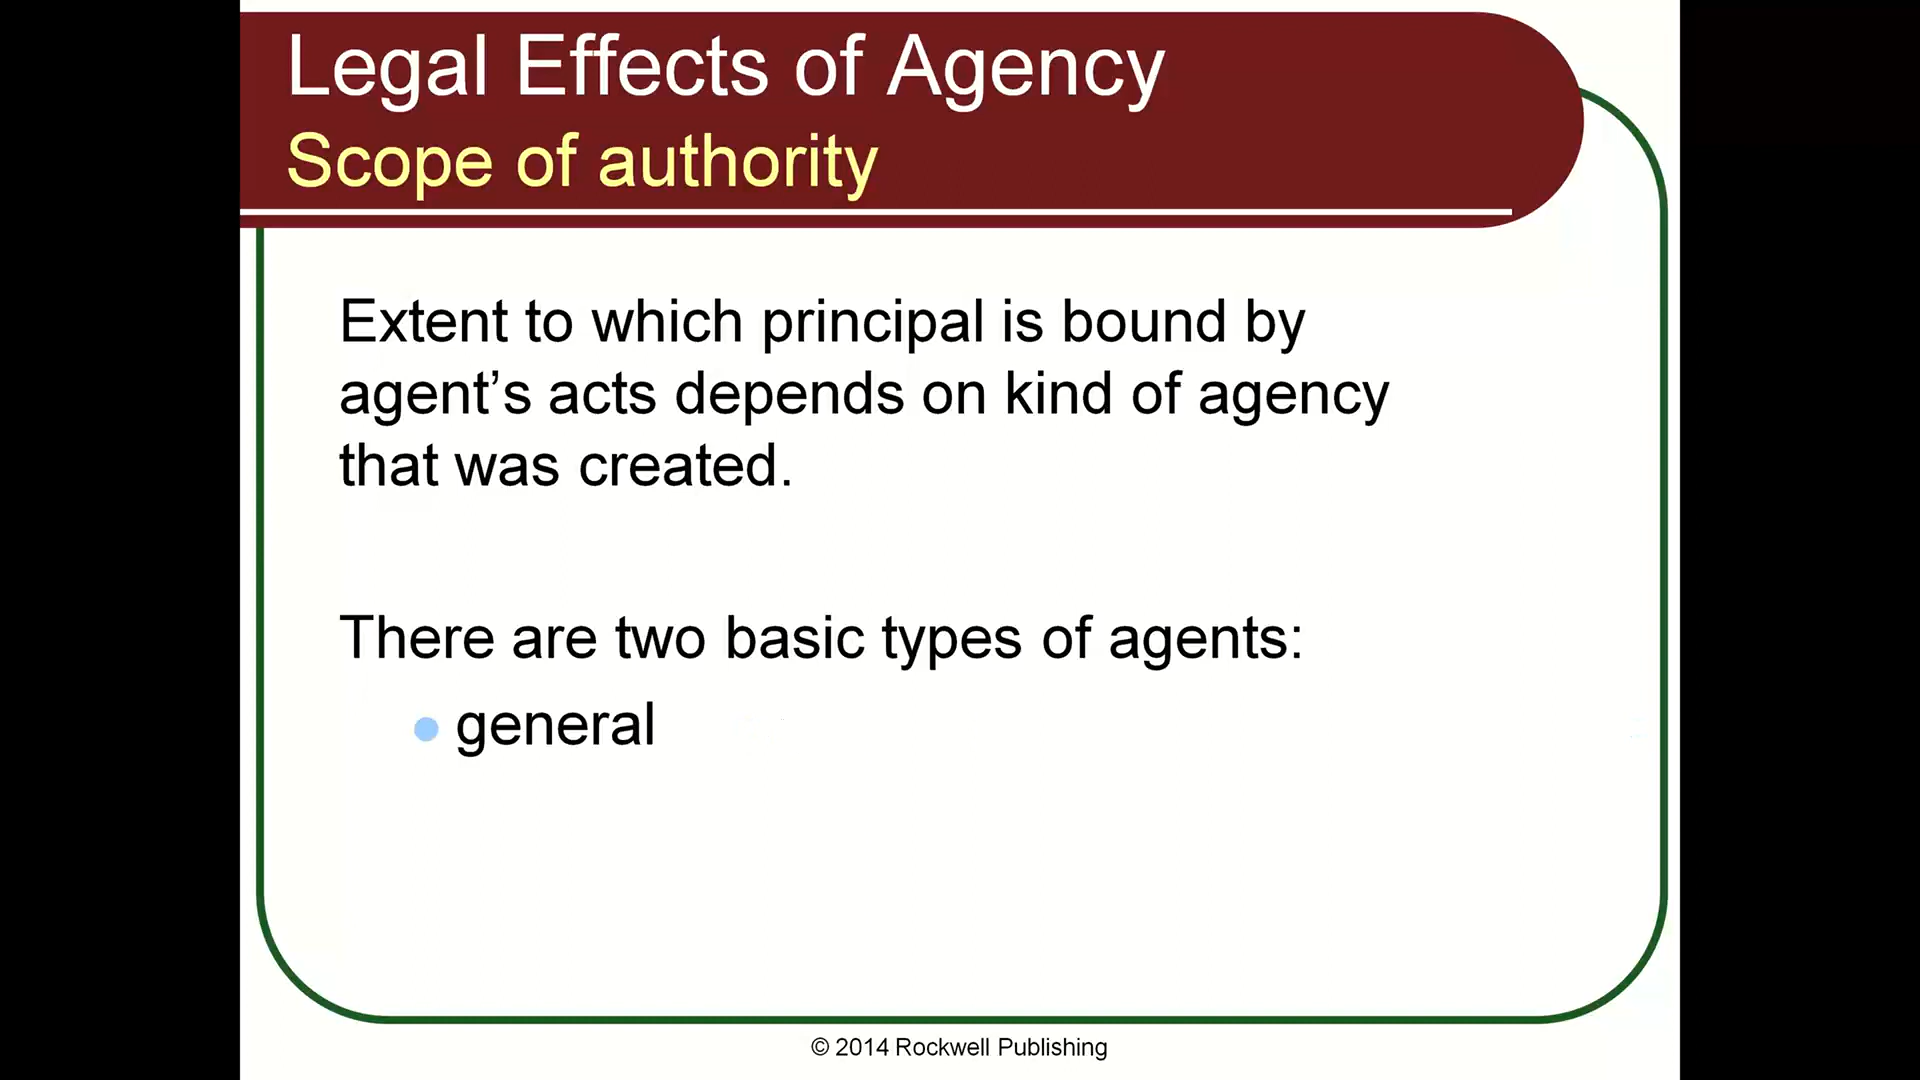 Legal Effects of Agency
Scope of authority
Extent to which principal is bound by
agent’s acts depends on kind of agency
that was created.
There are two basic types of agents:
general
© 2014 Rockwell Publishing